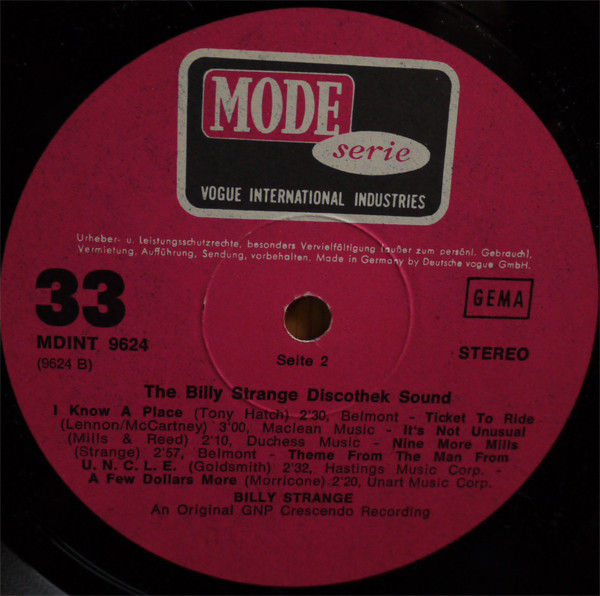 MODE
serie
VOGUE INTERNATIONAL INDUSTRIES
Urheber- u. Leistungsschutzrechte, besonders Vervielfältigung (außer zum persönl. Gebrauch),
Vermietung, Aufführung, Sendung, vorbehalten. Made in Germany by Deutsche vogue GmbH.
33
GEMA
MDINT 9624
(9624 B)
Seite 2
STEREO
The Billy Strange Discothek Sound
I Know A Place (Tony Hatch) 2'30, Belmont - Ticket To Ride
(Lennon/McCartney) 3'00, Maclean Music - It's Not Unusual
(Mills & Reed) 2'10, Duchess Music - Nine More Mills
(Strange) 2'57, Belmont - Theme From The Man From
U. N. C. L. E. (Goldsmith) 2'32, Hastings Music Corp. -
A Few Dollars More (Morricone) 2'20, Unart Music Corp.
BILLY STRANGE
An Original GNP Crescendo Recording